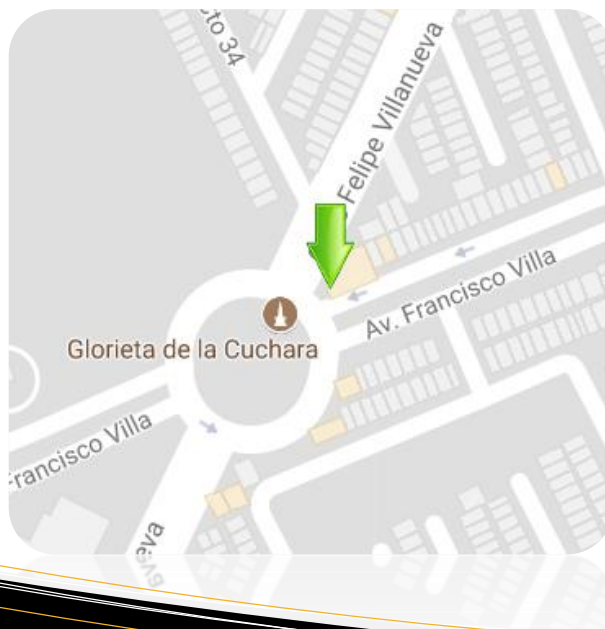 cto 34
Felipe Villanueva
Av. Francisco Villa
Glorieta de la Cuchara
Francisco Villa
eva